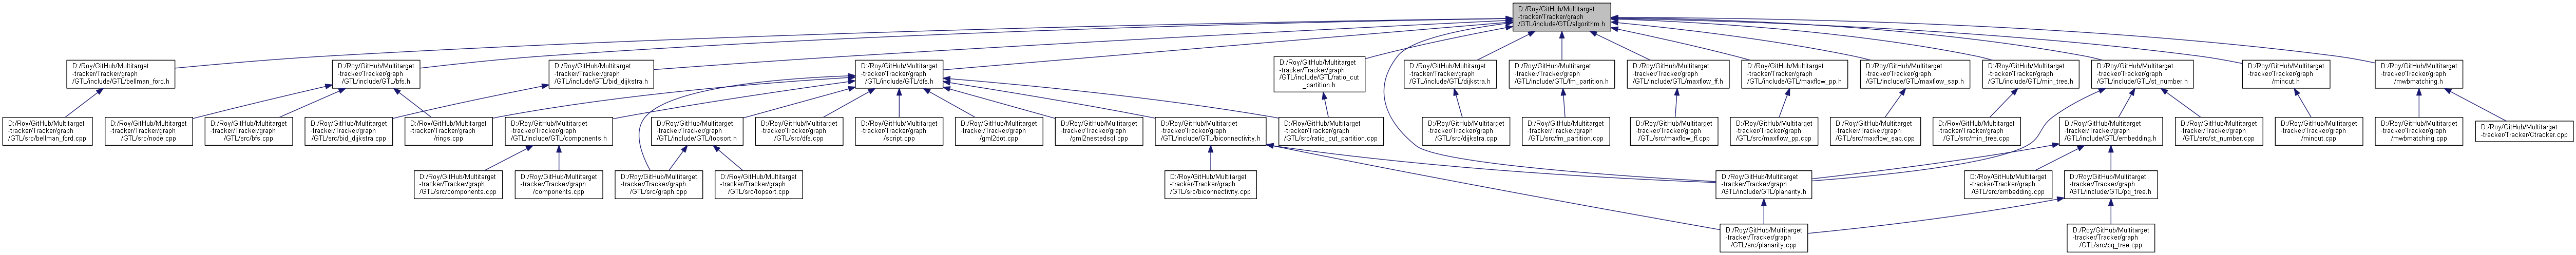 D:/Roy/GitHub/Multitarget
-tracker/Tracker/graph
/GTL/include/GTL/algorithm.h
D:/Roy/GitHub/Multitarget
-tracker/Tracker/graph
/GTL/include/GTL/bellman_ford.h
D:/Roy/GitHub/Multitarget
-tracker/Tracker/graph
/GTL/include/GTL/bfs.h
D:/Roy/GitHub/Multitarget
-tracker/Tracker/graph
/GTL/include/GTL/bid_dijkstra.h
D:/Roy/GitHub/Multitarget
-tracker/Tracker/graph
/GTL/include/GTL/dfs.h
D:/Roy/GitHub/Multitarget
-tracker/Tracker/graph
/GTL/include/GTL/ratio_cut
_partition.h
D:/Roy/GitHub/Multitarget
-tracker/Tracker/graph
/GTL/include/GTL/dijkstra.h
D:/Roy/GitHub/Multitarget
-tracker/Tracker/graph
/GTL/include/GTL/fm_partition.h
D:/Roy/GitHub/Multitarget
-tracker/Tracker/graph
/GTL/include/GTL/maxflow_ff.h
D:/Roy/GitHub/Multitarget
-tracker/Tracker/graph
/GTL/include/GTL/maxflow_pp.h
D:/Roy/GitHub/Multitarget
-tracker/Tracker/graph
/GTL/include/GTL/maxflow_sap.h
D:/Roy/GitHub/Multitarget
-tracker/Tracker/graph
/GTL/include/GTL/min_tree.h
D:/Roy/GitHub/Multitarget
-tracker/Tracker/graph
/GTL/include/GTL/st_number.h
D:/Roy/GitHub/Multitarget
-tracker/Tracker/graph
/mincut.h
D:/Roy/GitHub/Multitarget
-tracker/Tracker/graph
/mwbmatching.h
D:/Roy/GitHub/Multitarget
-tracker/Tracker/graph
/GTL/src/bellman_ford.cpp
D:/Roy/GitHub/Multitarget
-tracker/Tracker/graph
/GTL/src/node.cpp
D:/Roy/GitHub/Multitarget
-tracker/Tracker/graph
/GTL/src/bfs.cpp
D:/Roy/GitHub/Multitarget
-tracker/Tracker/graph
/GTL/src/bid_dijkstra.cpp
D:/Roy/GitHub/Multitarget
-tracker/Tracker/graph
/rings.cpp
D:/Roy/GitHub/Multitarget
-tracker/Tracker/graph
/GTL/include/GTL/components.h
D:/Roy/GitHub/Multitarget
-tracker/Tracker/graph
/GTL/include/GTL/topsort.h
D:/Roy/GitHub/Multitarget
-tracker/Tracker/graph
/GTL/src/dfs.cpp
D:/Roy/GitHub/Multitarget
-tracker/Tracker/graph
/script.cpp
D:/Roy/GitHub/Multitarget
-tracker/Tracker/graph
/gml2dot.cpp
D:/Roy/GitHub/Multitarget
-tracker/Tracker/graph
/gml2nestedsql.cpp
D:/Roy/GitHub/Multitarget
-tracker/Tracker/graph
/GTL/include/GTL/biconnectivity.h
D:/Roy/GitHub/Multitarget
-tracker/Tracker/graph
/GTL/src/ratio_cut_partition.cpp
D:/Roy/GitHub/Multitarget
-tracker/Tracker/graph
/GTL/src/dijkstra.cpp
D:/Roy/GitHub/Multitarget
-tracker/Tracker/graph
/GTL/src/fm_partition.cpp
D:/Roy/GitHub/Multitarget
-tracker/Tracker/graph
/GTL/src/maxflow_ff.cpp
D:/Roy/GitHub/Multitarget
-tracker/Tracker/graph
/GTL/src/maxflow_pp.cpp
D:/Roy/GitHub/Multitarget
-tracker/Tracker/graph
/GTL/src/maxflow_sap.cpp
D:/Roy/GitHub/Multitarget
-tracker/Tracker/graph
/GTL/src/min_tree.cpp
D:/Roy/GitHub/Multitarget
-tracker/Tracker/graph
/GTL/include/GTL/embedding.h
D:/Roy/GitHub/Multitarget
-tracker/Tracker/graph
/GTL/src/st_number.cpp
D:/Roy/GitHub/Multitarget
-tracker/Tracker/graph
/mincut.cpp
D:/Roy/GitHub/Multitarget
-tracker/Tracker/graph
/mwbmatching.cpp
D:/Roy/GitHub/Multitarget
-tracker/Tracker/Ctracker.cpp
D:/Roy/GitHub/Multitarget
-tracker/Tracker/graph
/GTL/src/components.cpp
D:/Roy/GitHub/Multitarget
-tracker/Tracker/graph
/components.cpp
D:/Roy/GitHub/Multitarget
-tracker/Tracker/graph
/GTL/src/graph.cpp
D:/Roy/GitHub/Multitarget
-tracker/Tracker/graph
/GTL/src/topsort.cpp
D:/Roy/GitHub/Multitarget
-tracker/Tracker/graph
/GTL/src/biconnectivity.cpp
D:/Roy/GitHub/Multitarget
-tracker/Tracker/graph
/GTL/include/GTL/planarity.h
D:/Roy/GitHub/Multitarget
-tracker/Tracker/graph
/GTL/src/embedding.cpp
D:/Roy/GitHub/Multitarget
-tracker/Tracker/graph
/GTL/include/GTL/pq_tree.h
D:/Roy/GitHub/Multitarget
-tracker/Tracker/graph
/GTL/src/planarity.cpp
D:/Roy/GitHub/Multitarget
-tracker/Tracker/graph
/GTL/src/pq_tree.cpp